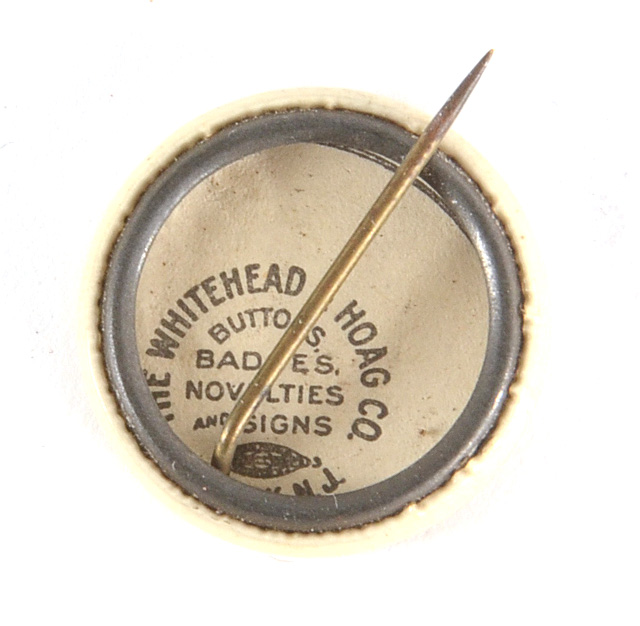 THE WHITEHEAD & HOAG CO.
BUTTONS,
BADGES,
NOVELTIES
AND SIGNS
N.J.